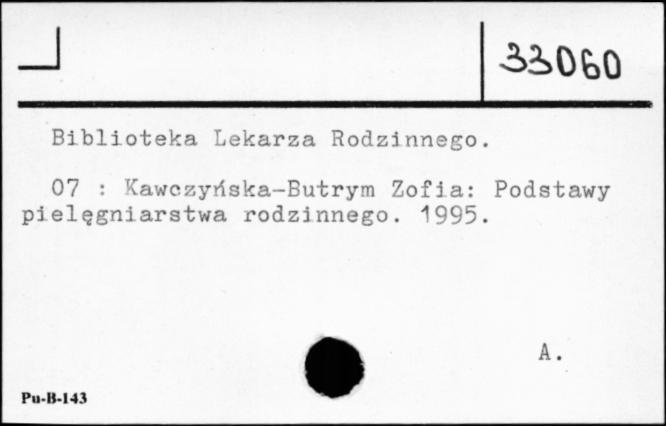 33060
Biblioteka Lekarza Rodzinnego.
07 : Kawczyńska-Butrym Zofia: Podstawy
pielęgniarstwa rodzinnego. 1995.
A.
Pu-B-143